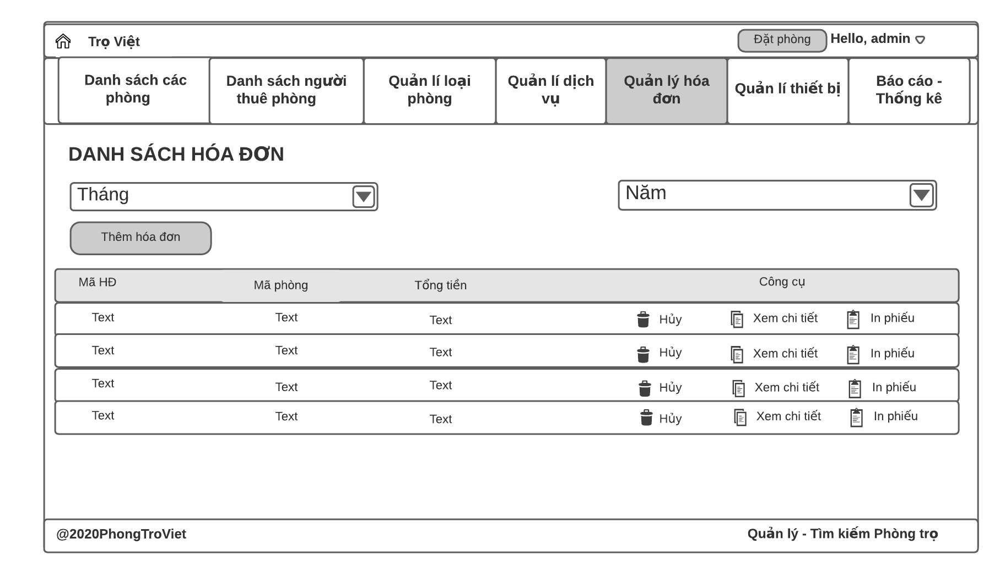 Trọ Việt
Đặt phòng
Hello, admin
Danh sách các
phòng
Danh sách người
thuê phòng
Quản lí loại
phòng
Quản lí dịch
vụ
Quản lý hóa
đơn
Quản lí thiết bị
Báo cáo -
Thống kê
DANH SÁCH HÓA ĐƠN
Tháng
Năm
Thêm hóa đơn
Mã HĐ
Mã phòng
Tổng tiền
Công cụ
Text
Text
Text
Hủy
Xem chi tiết
In phiếu
Text
Text
Text
Hủy
Xem chi tiết
In phiếu
Text
Text
Text
Hủy
Xem chi tiết
In phiếu
Text
Text
Text
Hủy
Xem chi tiết
In phiếu
@2020PhongTroViet
Quản lý - Tìm kiếm Phòng trọ